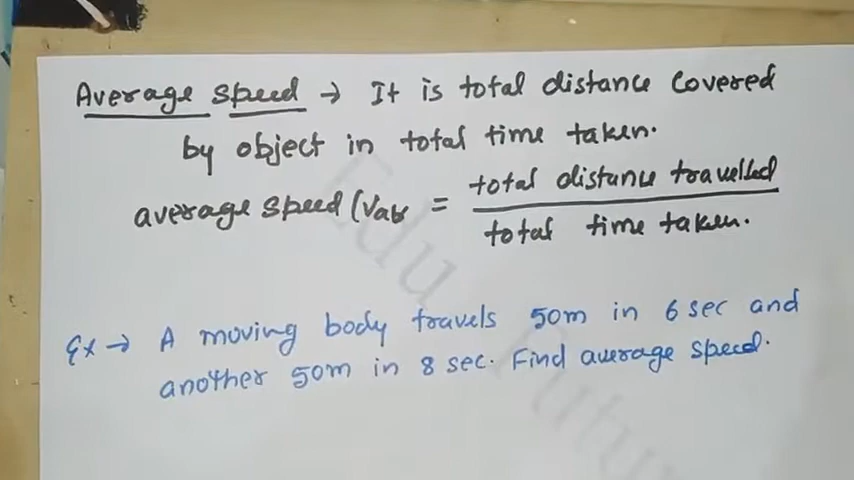 Average speed → It is total distance covered
by object in total time taken.
average speed (Vav = total distance travelled
total time taken.
Ex → A moving body travels 50m in 6 sec and
another 50m in 8 sec. Find average speed.
Edu Future